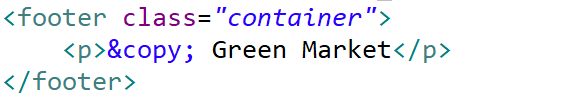 <footer class="container">
    <p>&copy; Green Market</p>
</footer>